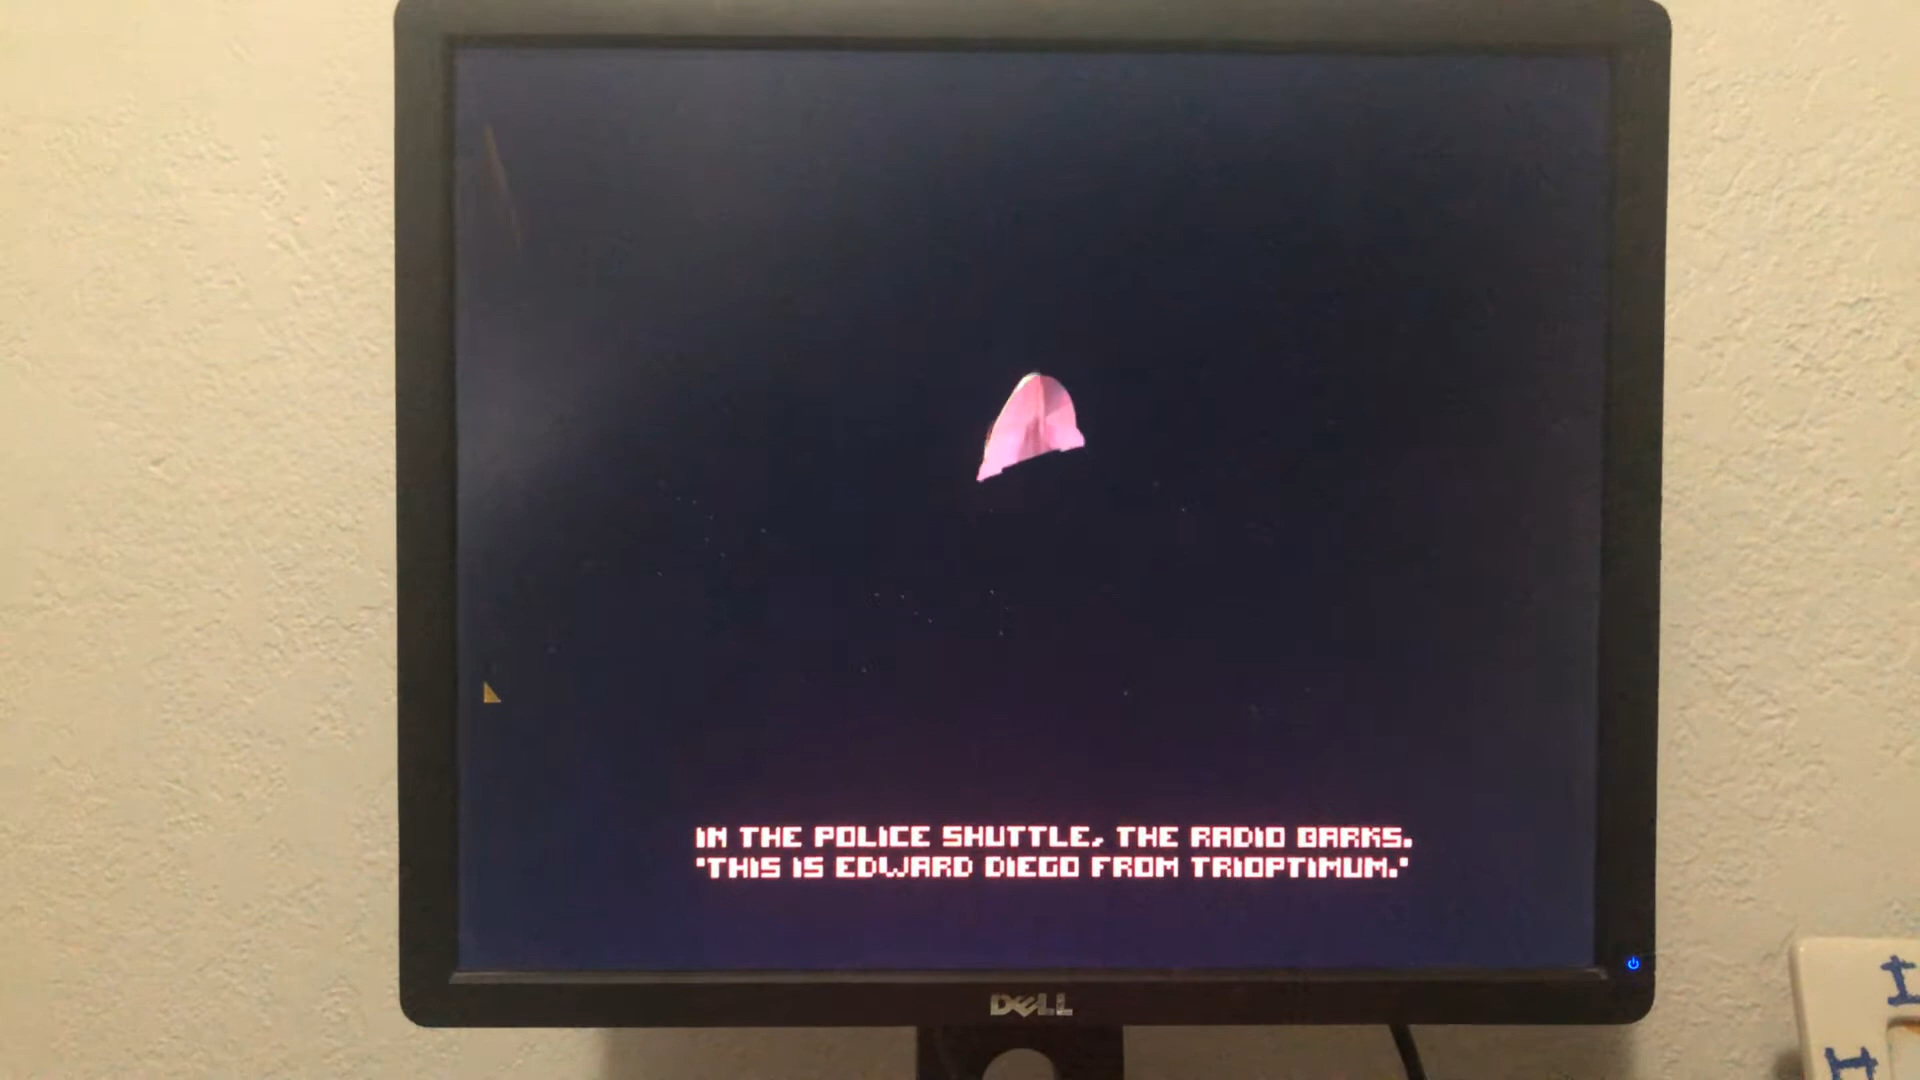 IN THE POLICE SHUTTLE, THE RADIO BARKS.
"THIS IS EDWARD DIEGO FROM TRIOPTIMUM."
DELL